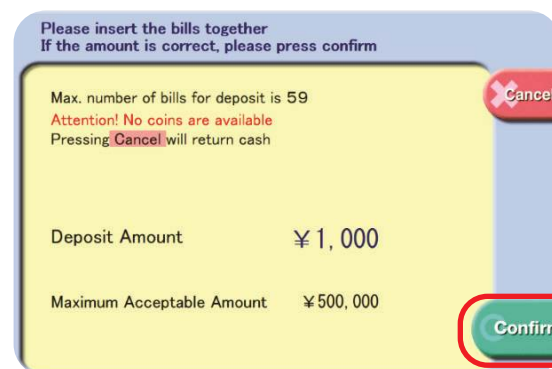 Please insert the bills together
If the amount is correct, please press confirm
Max. number of bills for deposit is 59
Attention! No coins are available
Pressing Cancel will return cash
Cancel
Deposit Amount ¥1,000
Maximum Acceptable Amount ¥500,000
Confirm